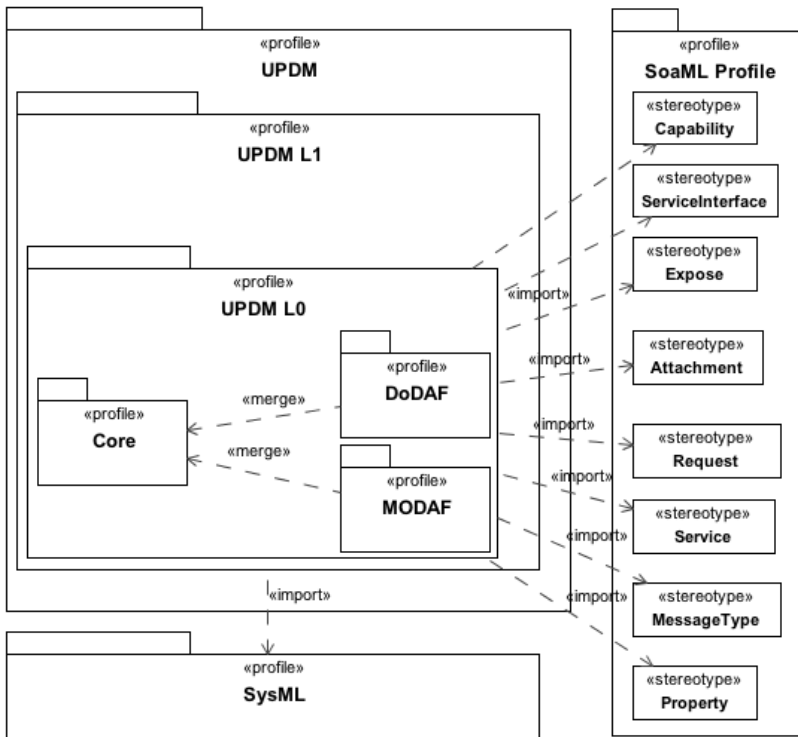 «profile»
UPDM
«profile»
UPDM L1
«profile»
UPDM L0
«profile»
Core
«merge»
«merge»
«profile»
DoDAF
«profile»
MODAF
«import»
«import»
«import»
«import»
«import»
«import»
«profile»
SysML
«profile»
SoaML Profile
«stereotype»
Capability
«stereotype»
ServiceInterface
«stereotype»
Expose
«stereotype»
Attachment
«stereotype»
Request
«stereotype»
Service
«stereotype»
MessageType
«stereotype»
Property